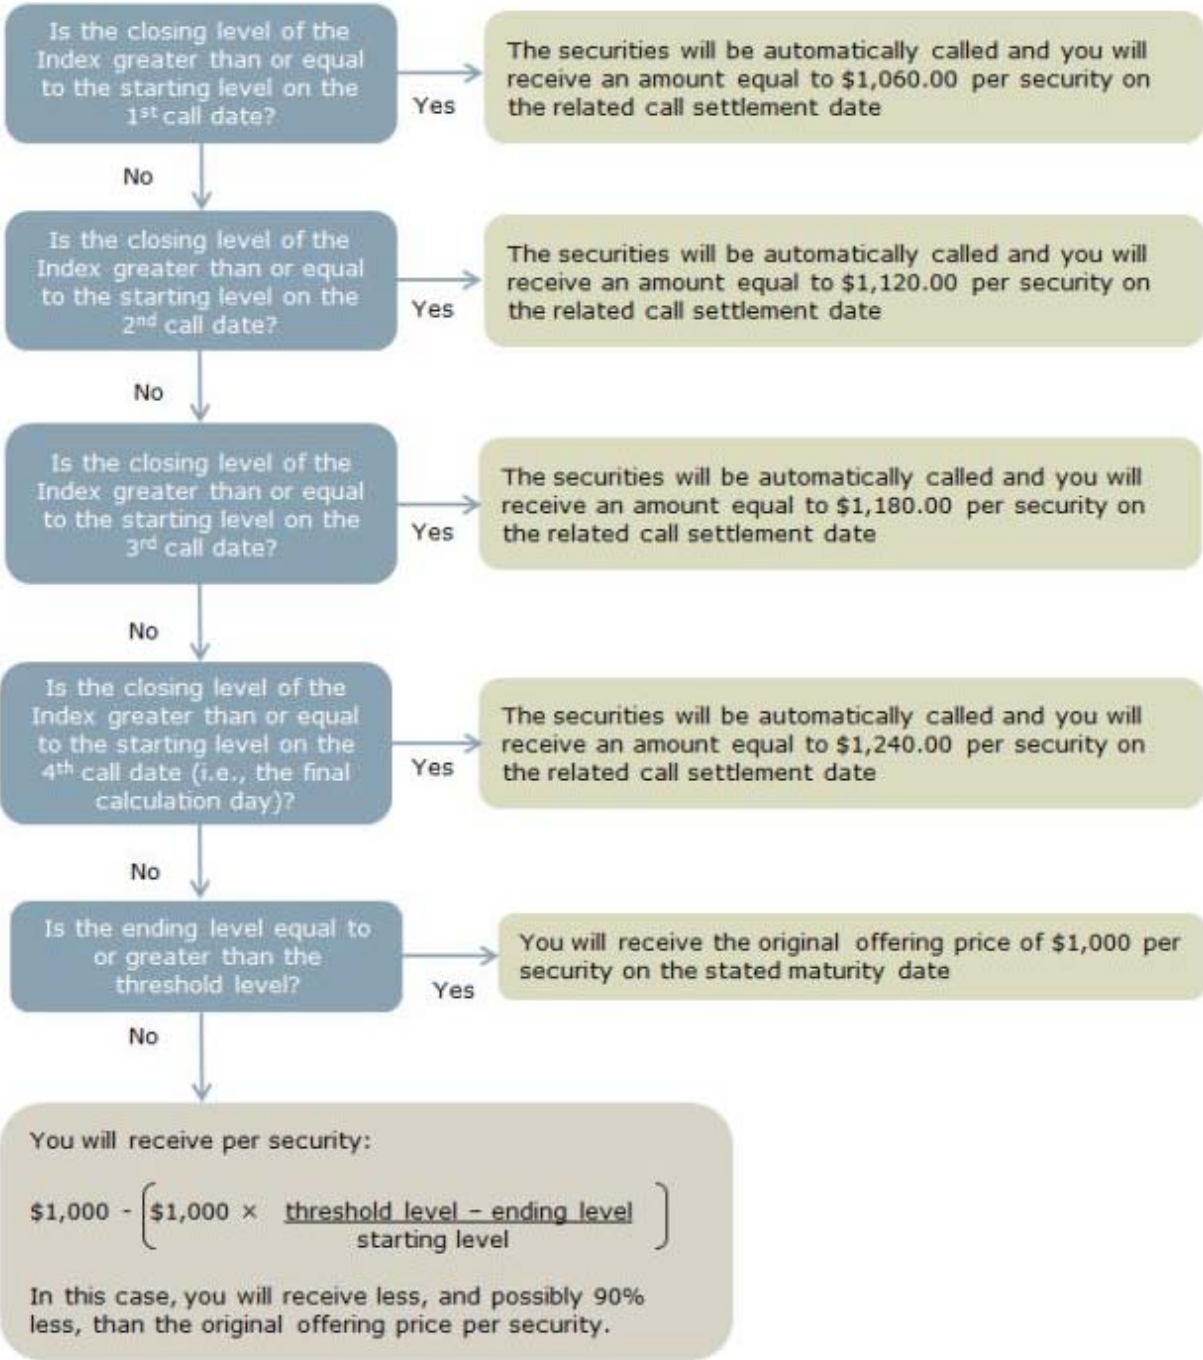 Is the closing level of the
Index greater than or equal
to the starting level on the
1st call date?
Yes
The securities will be automatically called and you will
receive an amount equal to $1,060.00 per security on
the related call settlement date
No
Is the closing level of the
Index greater than or equal
to the starting level on the
2nd call date?
Yes
The securities will be automatically called and you will
receive an amount equal to $1,120.00 per security on
the related call settlement date
No
Is the closing level of the
Index greater than or equal
to the starting level on the
3rd call date?
Yes
The securities will be automatically called and you will
receive an amount equal to $1,180.00 per security on
the related call settlement date
No
Is the closing level of the
Index greater than or equal
to the starting level on the
4th call date (i.e., the final
calculation day)?
Yes
The securities will be automatically called and you will
receive an amount equal to $1,240.00 per security on
the related call settlement date
No
Is the ending level equal to
or greater than the
threshold level?
Yes
You will receive the original offering price of $1,000 per
security on the stated maturity date
No
You will receive per security:
$1,000 - ($1,000 × threshold level – ending level)
starting level
In this case, you will receive less, and possibly 90%
less, than the original offering price per security.